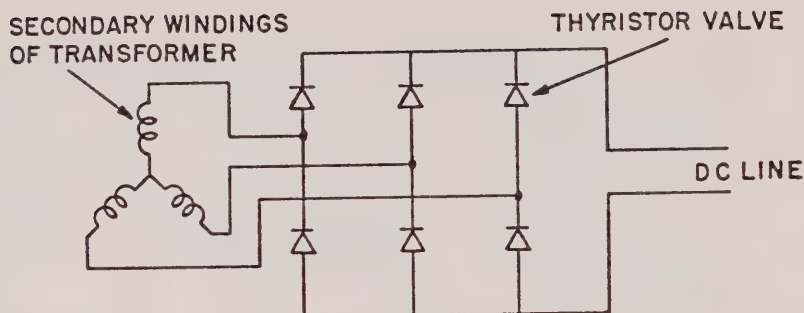 SECONDARY WINDINGS
OF TRANSFORMER
THYRISTOR VALVE
DC LINE